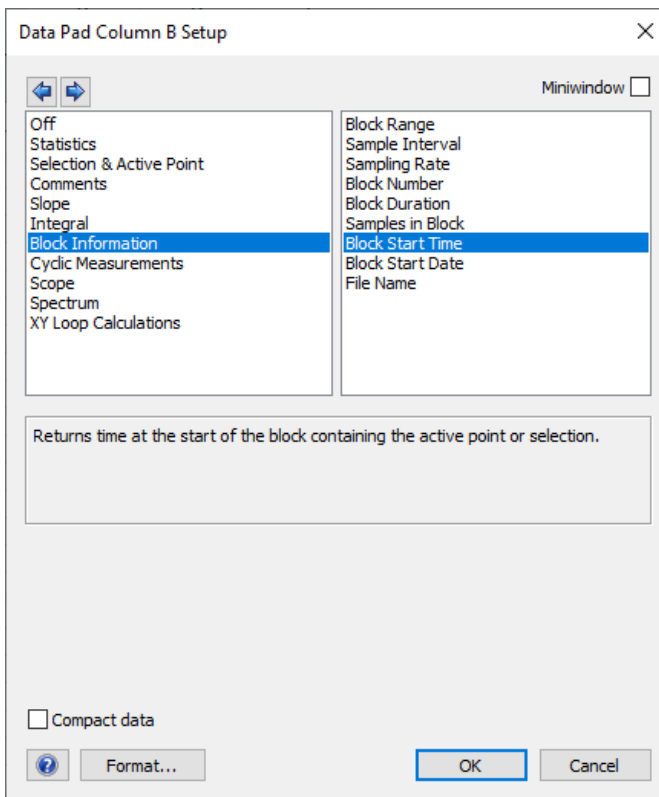 Data Pad Column B Setup
Miniwindow
Off
Statistics
Selection & Active Point
Comments
Slope
Integral
Block Information
Cyclic Measurements
Scope
Spectrum
XY Loop Calculations
Block Range
Sample Interval
Sampling Rate
Block Number
Block Duration
Samples in Block
Block Start Time
Block Start Date
File Name
Returns time at the start of the block containing the active point or selection.
Compact data
?
Format...
OK
Cancel